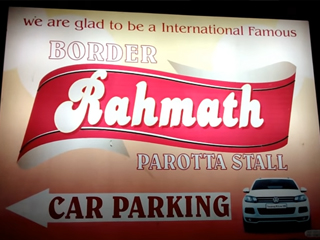 we are glad to be a International Famous
BORDER
Rahmath
PAROTTA STALL
CAR PARKING